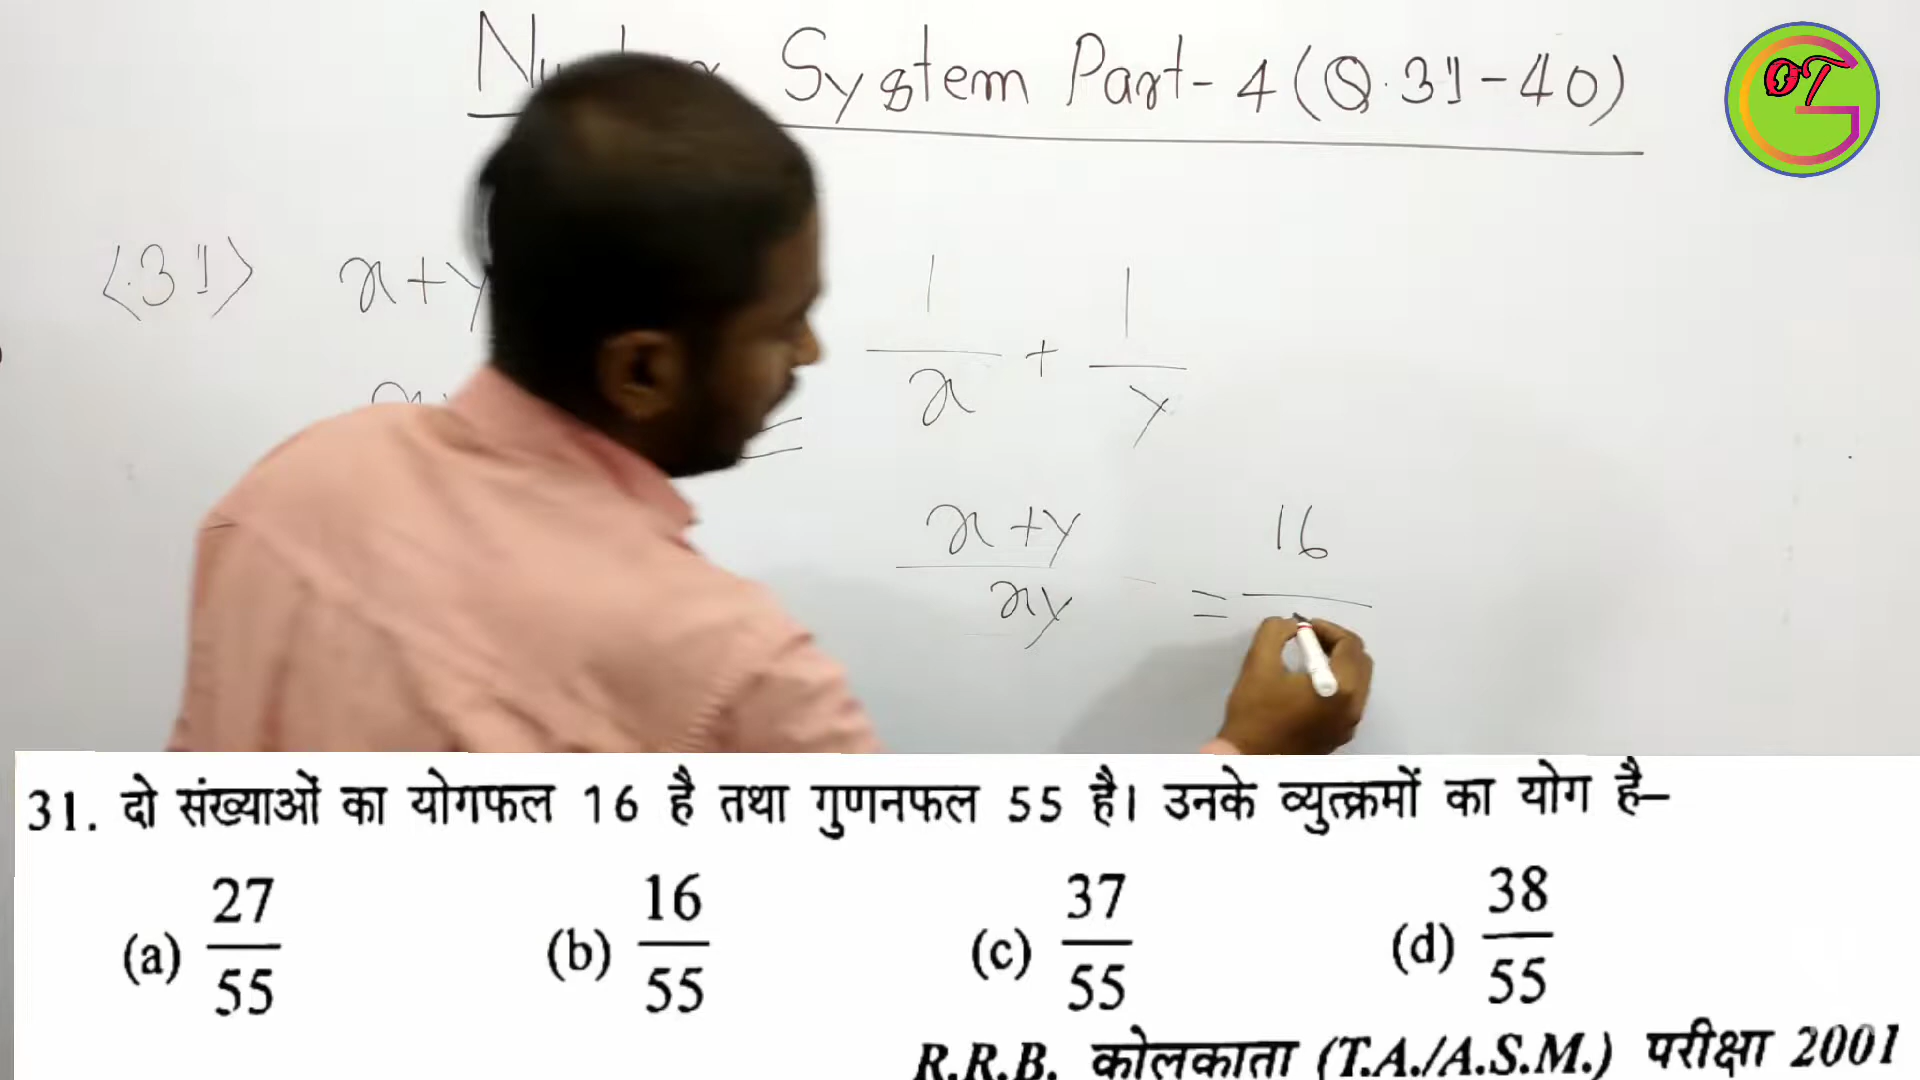 System Part-4 (Q.31-40)
OTG
<31> x+y
1/x + 1/y
=
x+y/xy = 16/
31. दो संख्याओं का योगफल 16 है तथा गुणनफल 55 है। उनके व्युत्क्रमों का योग है–
(a) 27/55 (b) 16/55 (c) 37/55 (d) 38/55
R.R.B. कोलकाता (T.A./A.S.M.) परीक्षा 2001